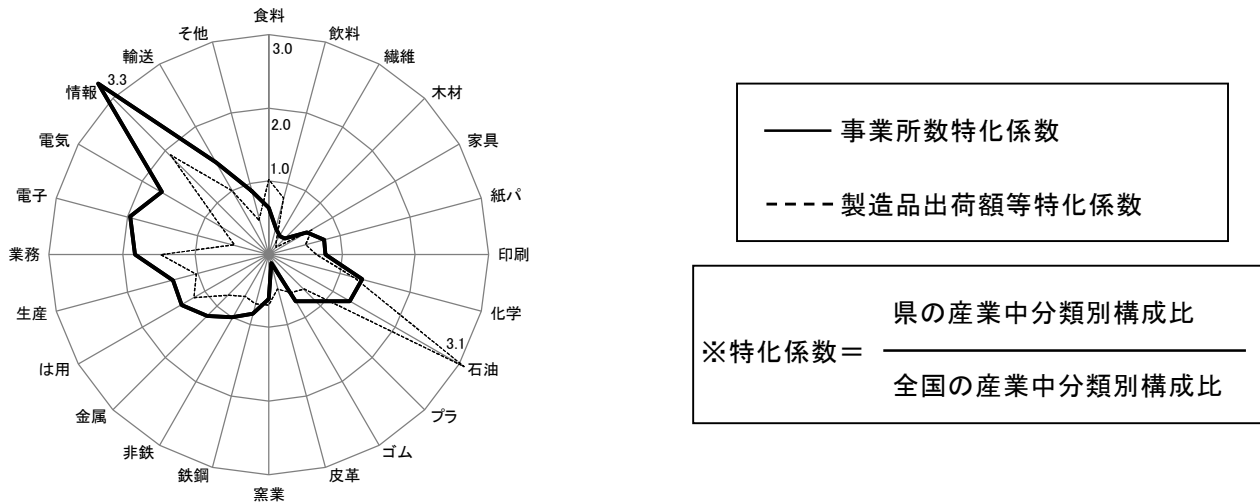 食料
飲料
繊維
木材
家具
紙パ
印刷
化学
石油
プラ
ゴム
皮革
窯業
鉄鋼
非鉄
金属
は用
生産
業務
電子
電気
情報
輸送
その他
3.0
2.0
1.0
3.3
3.1
事業所数特化係数
製造品出荷額等特化係数
※特化係数＝
県の産業中分類別構成比
全国の産業中分類別構成比